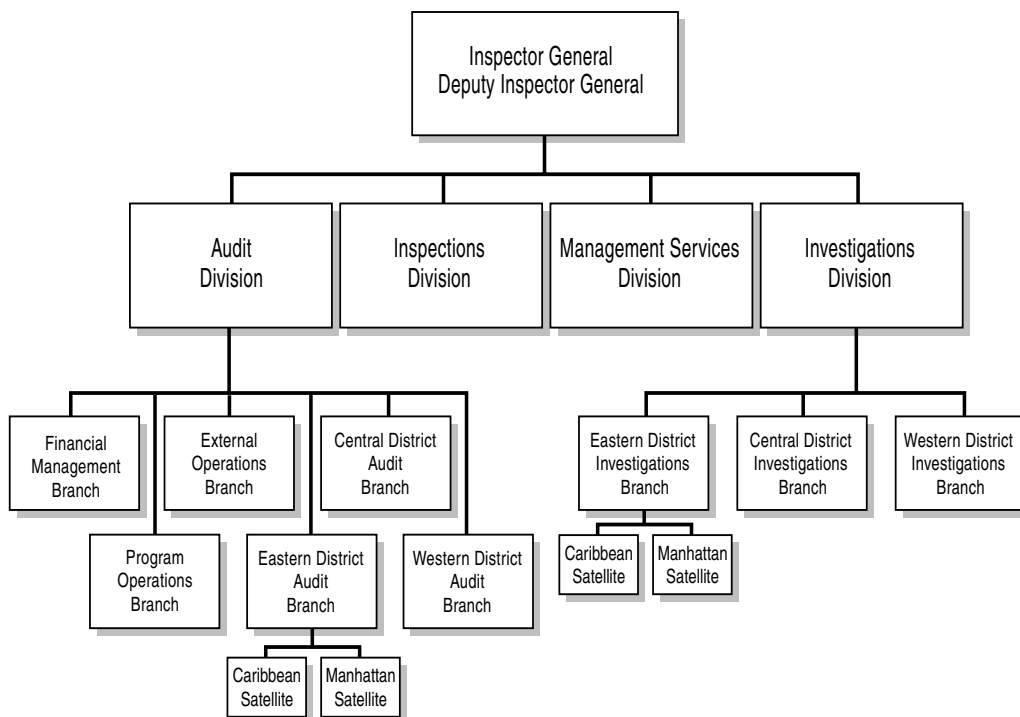 Inspector General
Deputy Inspector General
Audit
Division
Inspections
Division
Management Services
Division
Investigations
Division
Financial
Management
Branch
External
Operations
Branch
Central District
Audit
Branch
Eastern District
Investigations
Branch
Central District
Investigations
Branch
Western District
Investigations
Branch
Program
Operations
Branch
Eastern District
Audit
Branch
Western District
Audit
Branch
Caribbean
Satellite
Manhattan
Satellite
Caribbean
Satellite
Manhattan
Satellite